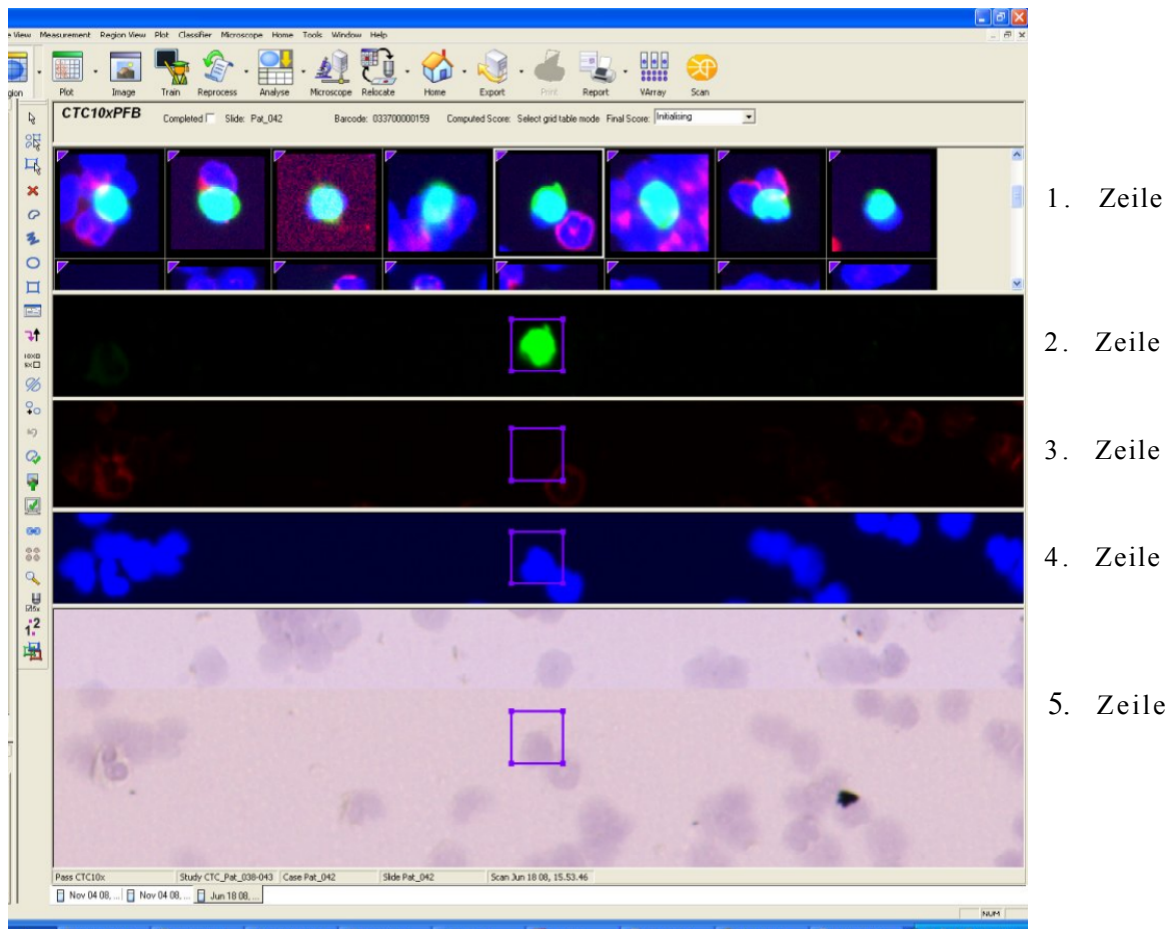 e View Measurement Region View Plot Classifier Microscope Home Tools Window Help
gion Plot Image Train Reprocess Analyse Microscope Relocate Home Export Print Report VArray Scan
CTC10xPFB Completed Slide: Pat_042 Barcode: 033700000159 Computed Score: Select grid table mode Final Score: Initialising
1. Zeile
2. Zeile
3. Zeile
4. Zeile
5. Zeile
Pass CTC10x Study CTC_Pat_038-043 Case Pat_042 Slide Pat_042 Scan Jun 18 08, 15.53.46
Nov 04 08, ... Nov 04 08, ... Jun 18 08, ...
NUM